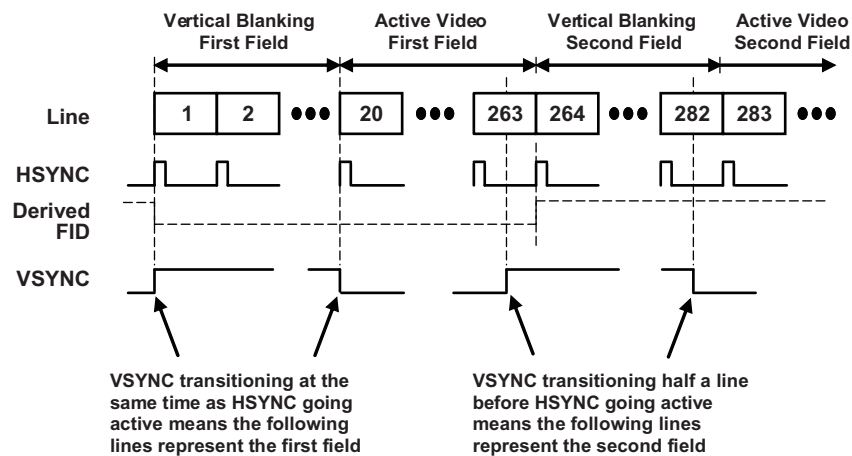 Vertical Blanking First Field
Active Video First Field
Vertical Blanking Second Field
Active Video Second Field
Line
1 2 ●●● 20 ●●● 263 264 ●●● 282 283 ●●●
HSYNC
Derived
FID
VSYNC
VSYNC transitioning at the
same time as HSYNC going
active means the following
lines represent the first field
VSYNC transitioning half a line
before HSYNC going active
means the following lines
represent the second field